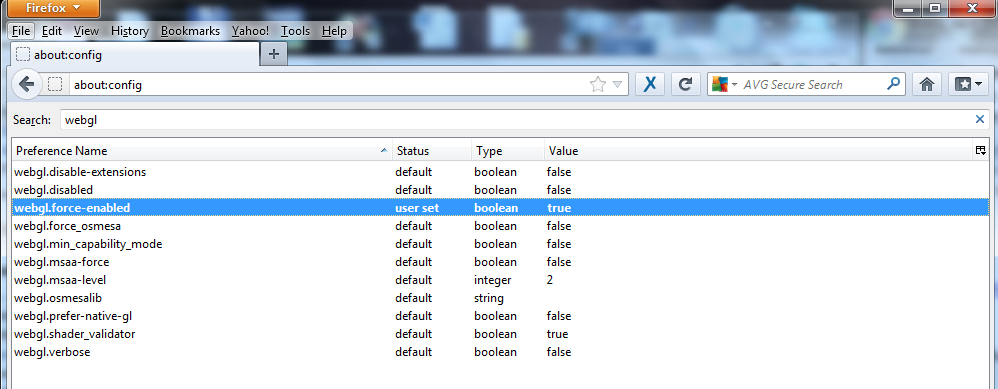 Firefox
File Edit View History Bookmarks Yahoo! Tools Help
about:config
about:config AVG Secure Search
Search: webgl
Preference Name Status Type Value
webgl.disable-extensions default boolean false
webgl.disabled default boolean false
webgl.force-enabled user set boolean true
webgl.force_osmesa default boolean false
webgl.min_capability_mode default boolean false
webgl.msaa-force default boolean false
webgl.msaa-level default integer 2
webgl.osmesalib default string
webgl.prefer-native-gl default boolean false
webgl.shader_validator default boolean true
webgl.verbose default boolean false